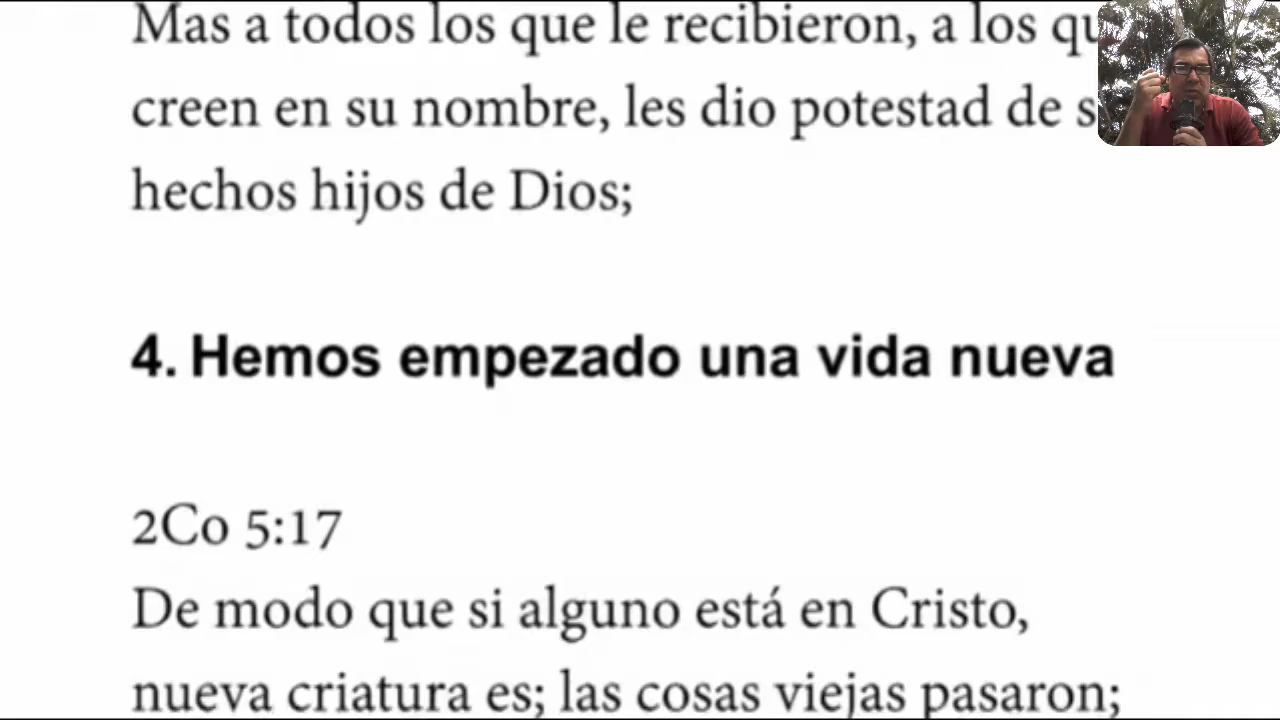 Mas a todos los que le recibieron, a los
creen en su nombre, les dio potestad de
hechos hijos de Dios;
4. Hemos empezado una vida nueva
2Co 5:17
De modo que si alguno está en Cristo,
nueva criatura es; las cosas viejas pasaron;